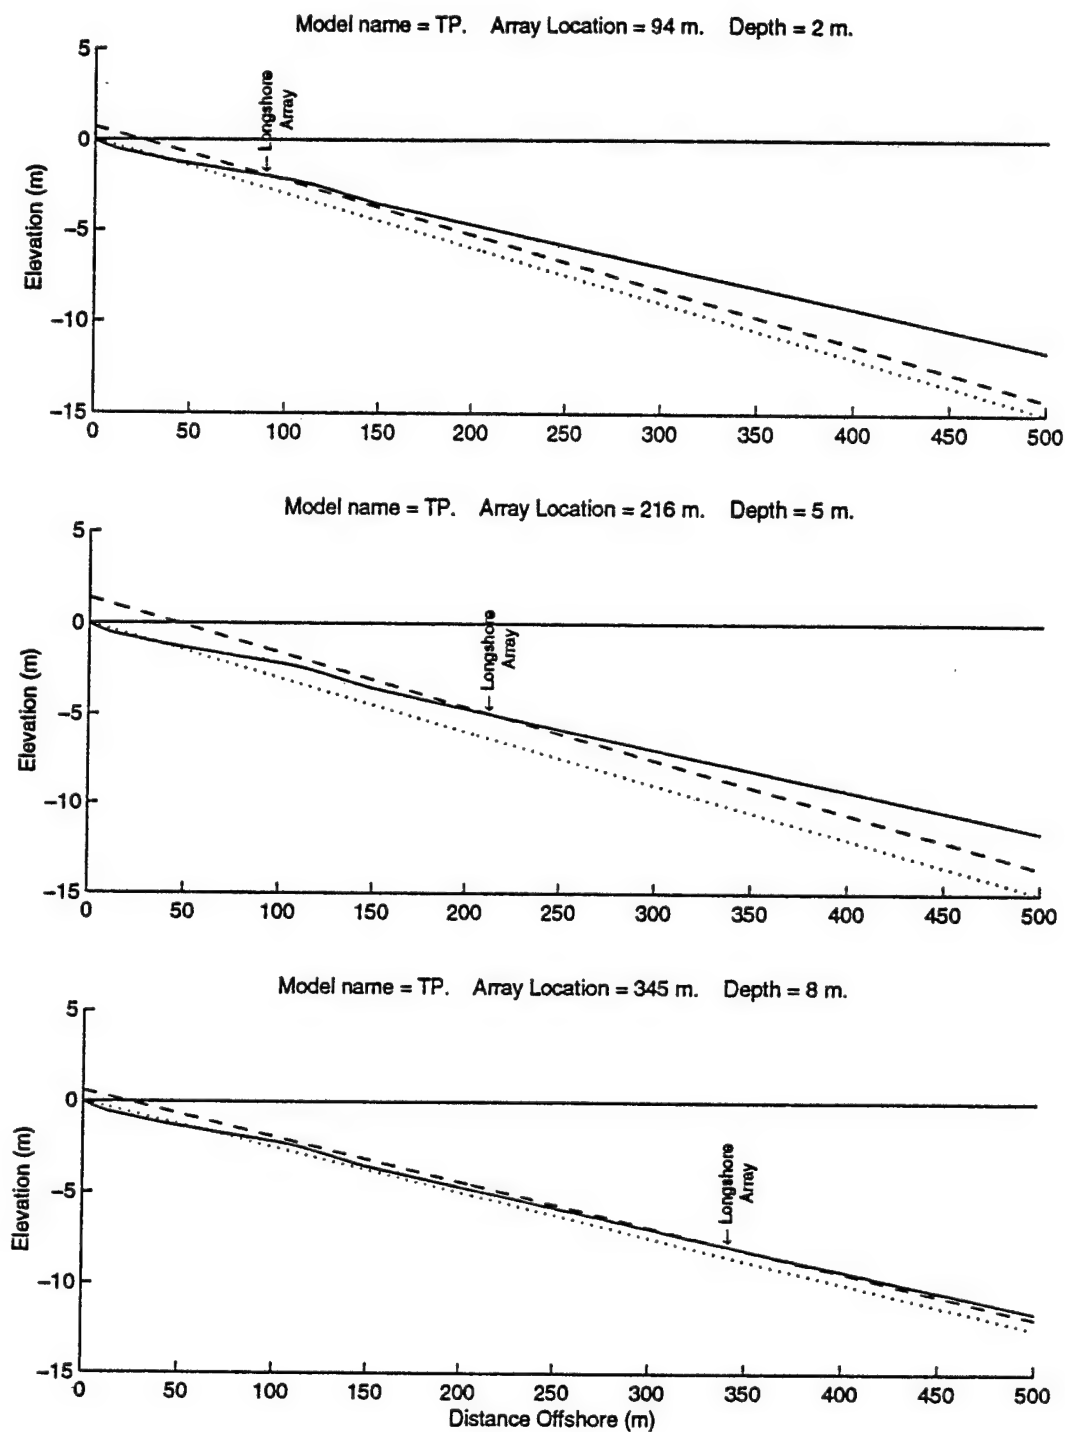 Model name = TP. Array Location = 94 m. Depth = 2 m.
5
0
−5
−10
−15
Elevation (m)
←Longshore
Array
0 50 100 150 200 250 300 350 400 450 500
Model name = TP. Array Location = 216 m. Depth = 5 m.
5
0
−5
−10
−15
Elevation (m)
←Longshore
Array
0 50 100 150 200 250 300 350 400 450 500
Model name = TP. Array Location = 345 m. Depth = 8 m.
5
0
−5
−10
−15
Elevation (m)
←Longshore
Array
0 50 100 150 200 250 300 350 400 450 500
Distance Offshore (m)